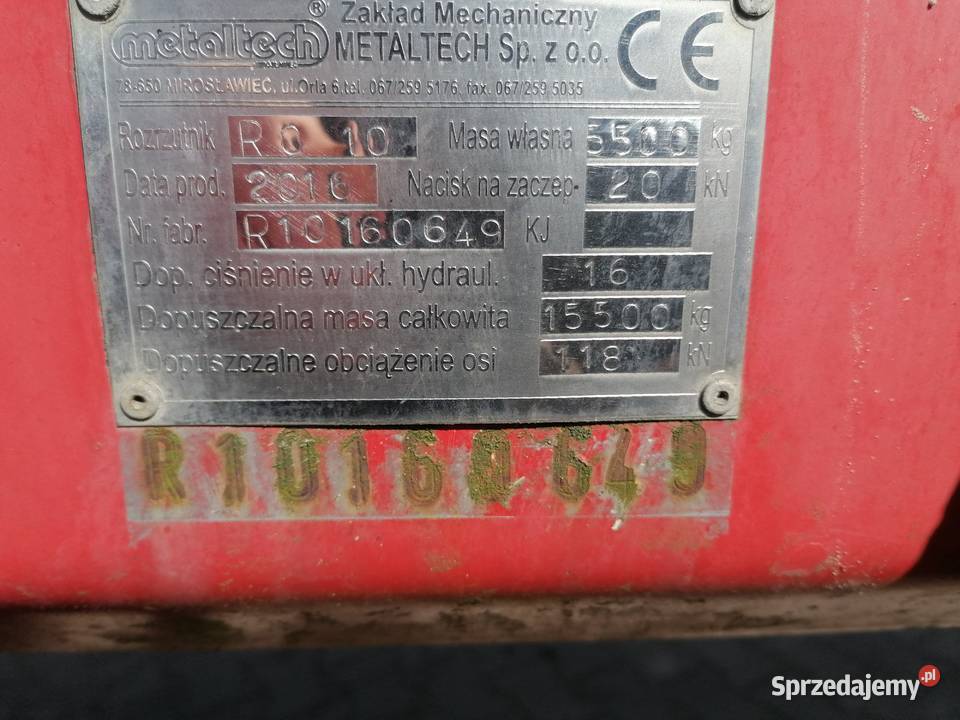 metaltech® Zakład Mechaniczny
METALTECH Sp. z o.o. CE
78-650 MIROSŁAWIEC, ul.Orla 6,tel. 067/259 5176, fax. 067/259 5035
Rozrzutnik R O 10 Masa własna 5500 kg
Data prod. 2016 Nacisk na zaczep 20 kN
Nr. fabr. R10160649 KJ
Dop. ciśnienie w ukł. hydraul. 16
Dopuszczalna masa całkowita 15500 kg
Dopuszczalne obciążenie osi 118 kN
R10160649
Sprzedajemy.pl